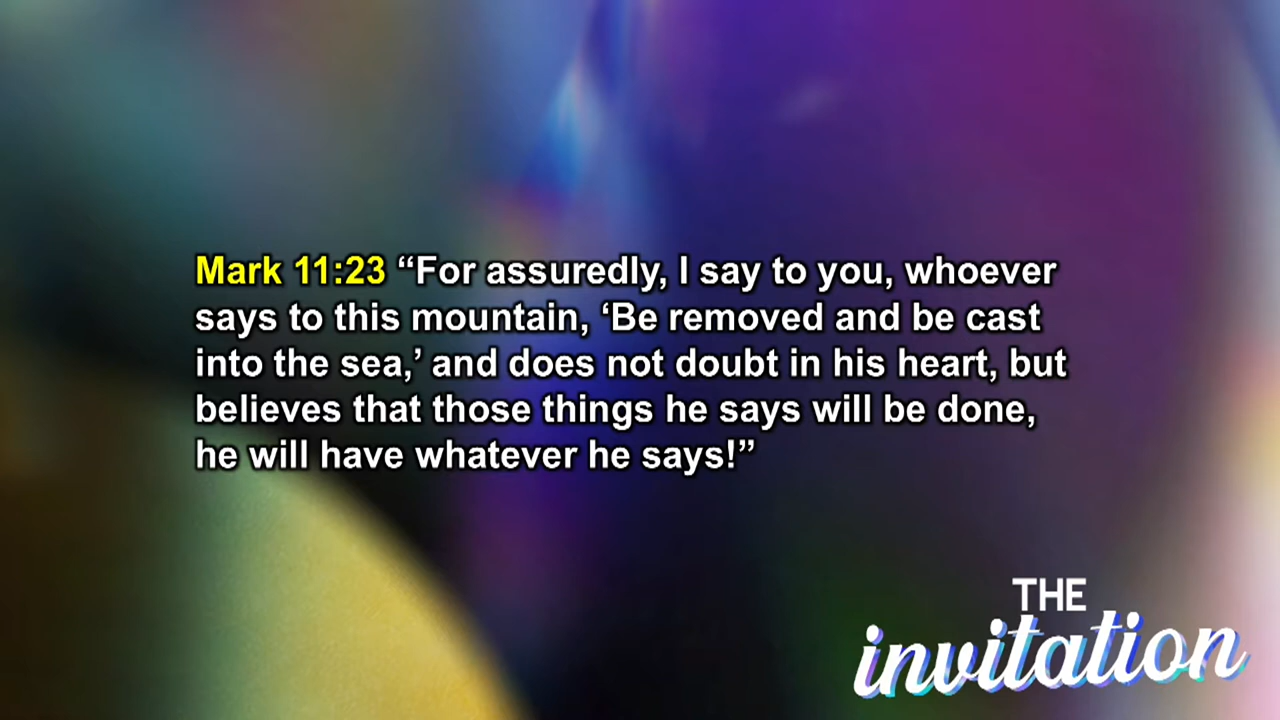 Mark 11:23 “For assuredly, I say to you, whoever
says to this mountain, ‘Be removed and be cast
into the sea,’ and does not doubt in his heart, but
believes that those things he says will be done,
he will have whatever he says!”
THE
invitation